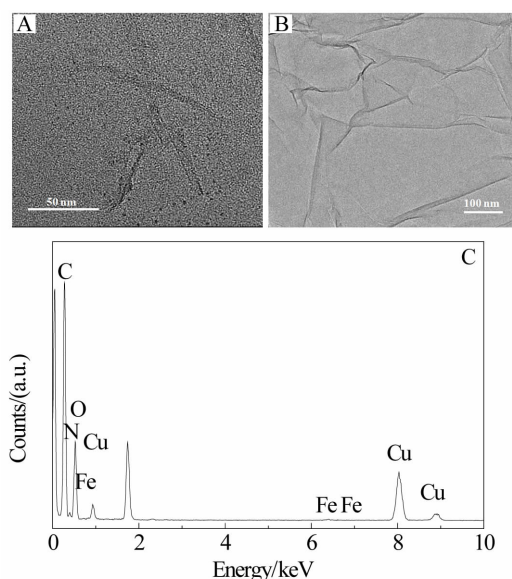 A
B
50 nm
100 nm
C
C
O
N
Cu
Fe
Cu
Cu
Fe Fe
Counts/(a.u.)
0
2
4
6
8
10
Energy/keV